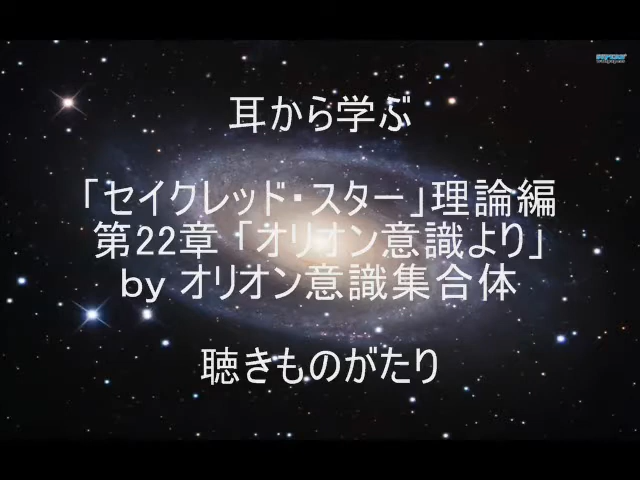 耳から学ぶ
「セイクレッド・スター」理論編
第22章「オリオン意識より」
by オリオン意識集合体
聴きものがたり